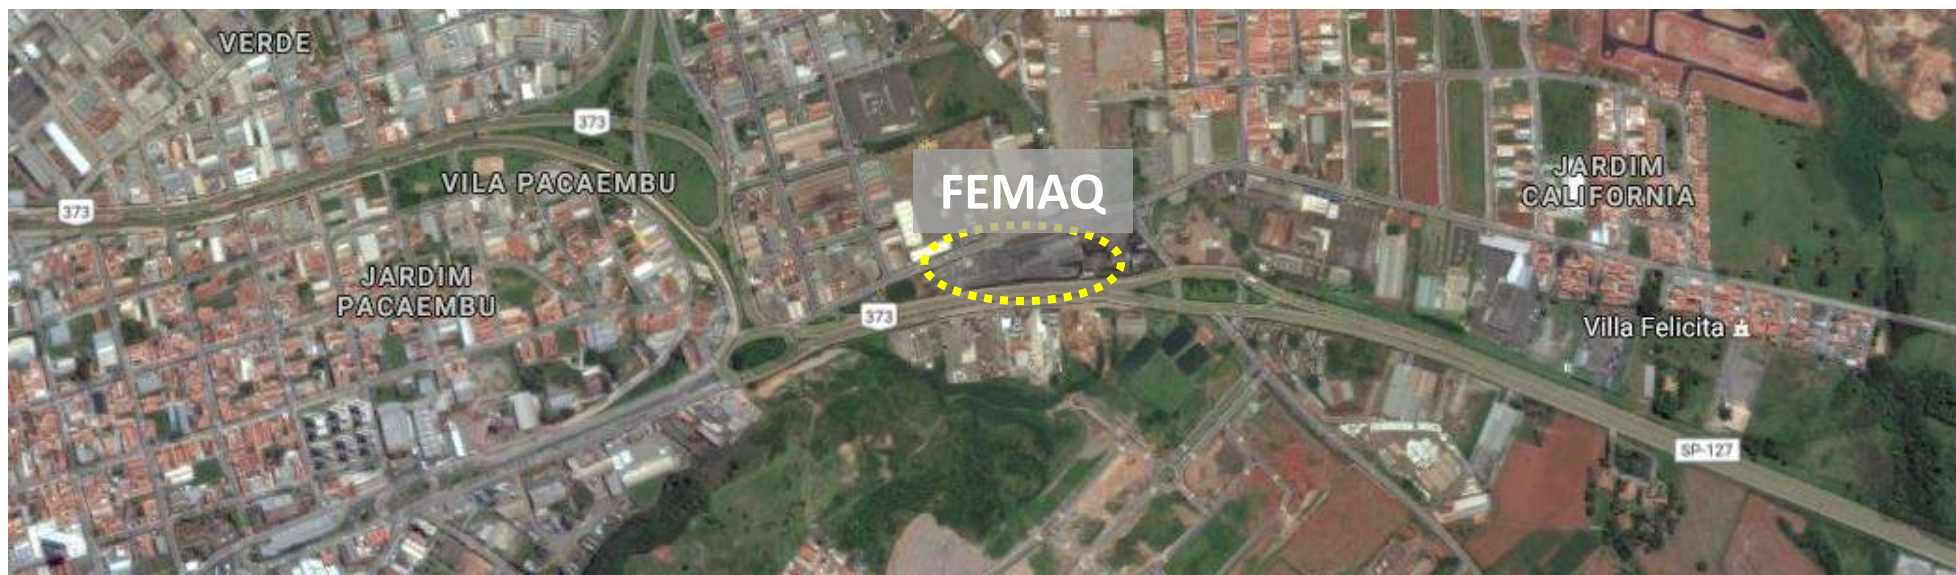 VERDE
373
VILA PACAEMBU
373
FEMAQ
JARDIM
CALIFORNIA
JARDIM
PACAEMBU
373
Villa Felicita
SP-127